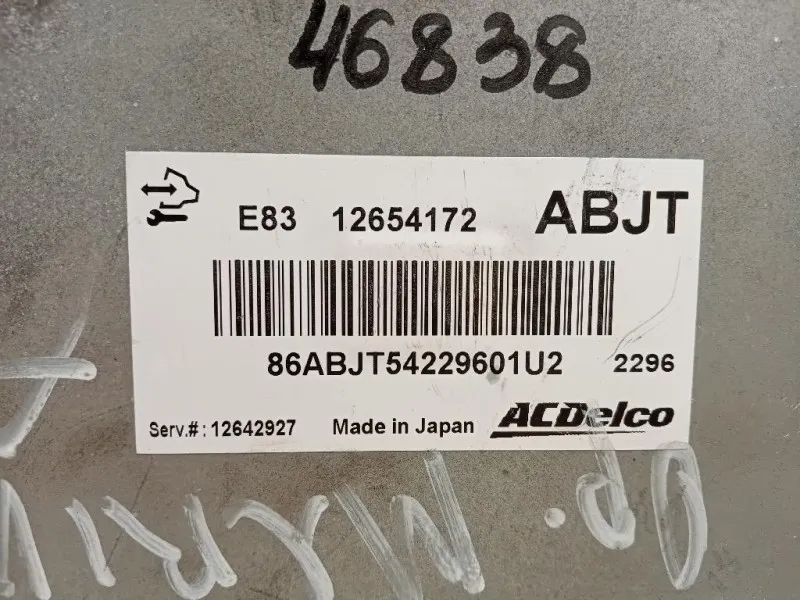 46838
E83 12654172 ABJT
86ABJT54229601U2 2296
Serv.#: 12642927 Made in Japan ACDelco